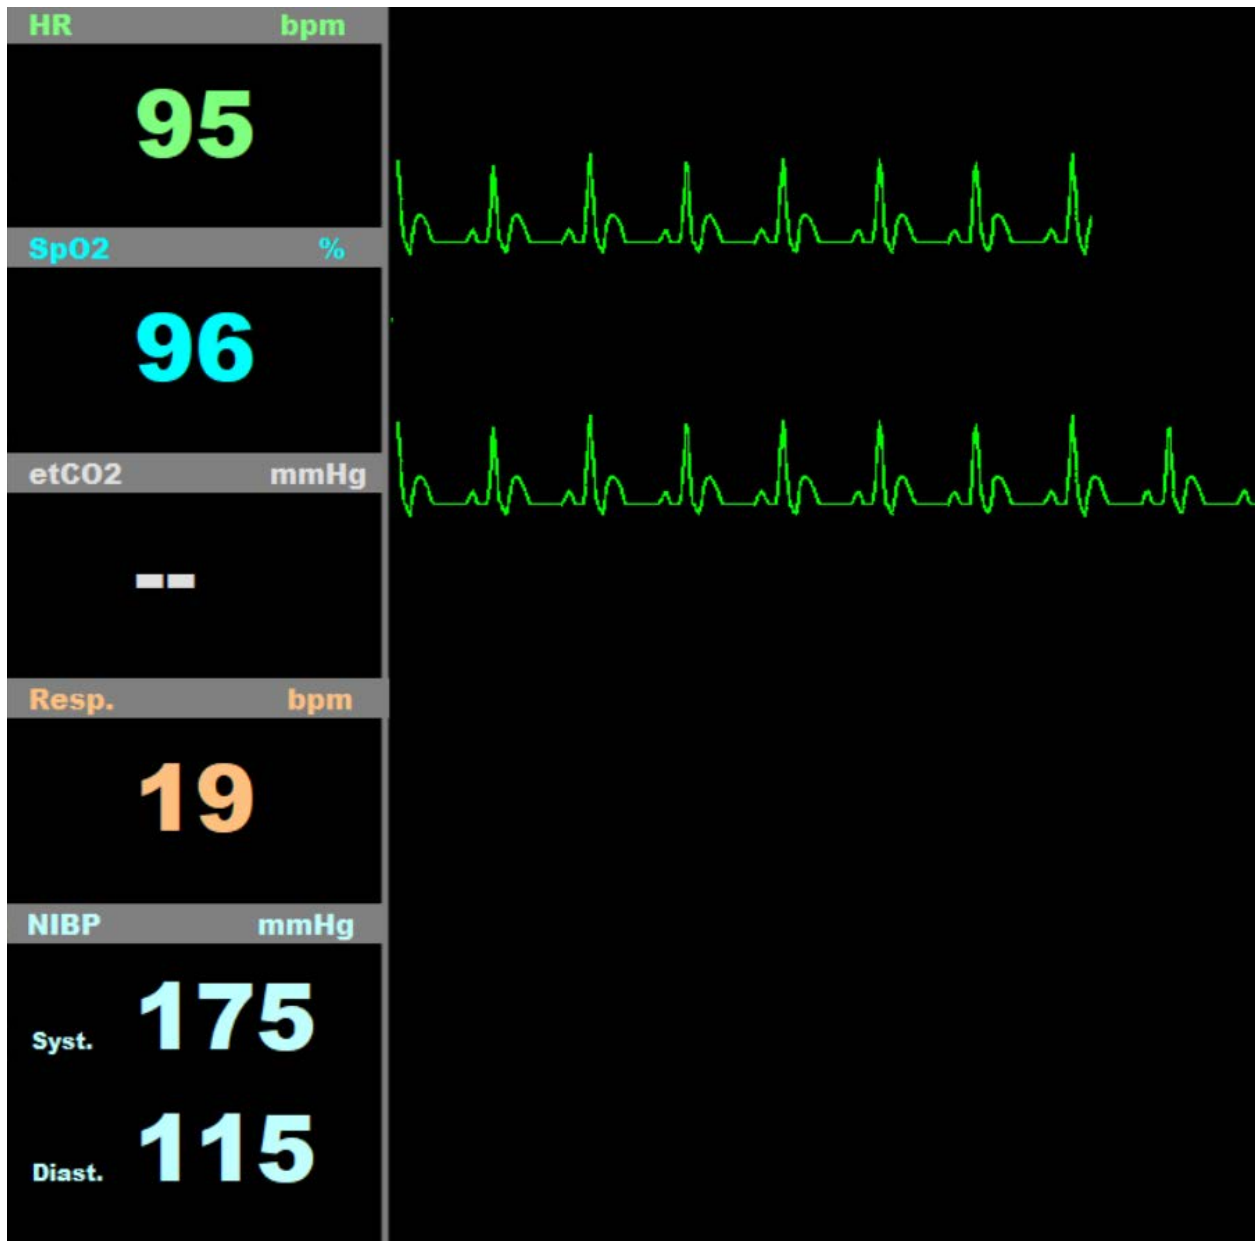 HR bpm
95
SpO2 %
96
etCO2 mmHg
--
Resp. bpm
19
NIBP mmHg
Syst. 175
Diast. 115